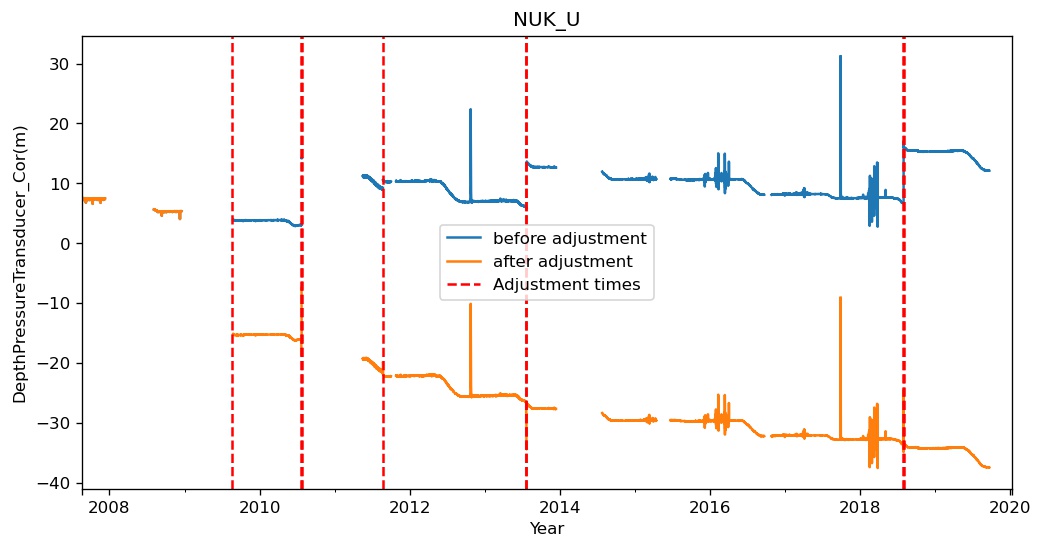 NUK_U
DepthPressureTransducer_Cor(m)
30
20
10
0
−10
−20
−30
−40
before adjustment
after adjustment
Adjustment times
2008 2010 2012 2014 2016 2018 2020
Year